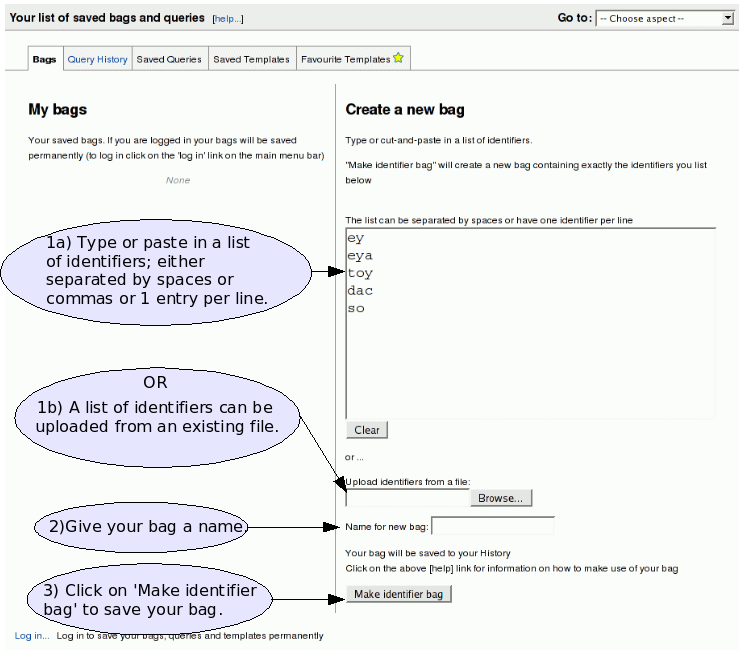 Your list of saved bags and queries [help...] Go to: -- Choose aspect --
Bags Query History Saved Queries Saved Templates Favourite Templates
My bags
Your saved bags. If you are logged in your bags will be saved
permanently (to log in click on the 'log in' link on the main menu bar)
None
Create a new bag
Type or cut-and-paste in a list of identifiers.
"Make identifier bag" will create a new bag containing exactly the identifiers you list
below
The list can be separated by spaces or have one identifier per line
1a) Type or paste in a list
of identifiers; either
separated by spaces or
commas or 1 entry per line.
ey
eya
toy
dac
so
Clear
or ...
OR
1b) A list of identifiers can be
uploaded from an existing file.
Upload identifiers from a file:
Browse...
2)Give your bag a name.
Name for new bag:
Your bag will be saved to your History
Click on the above [help] link for information on how to make use of your bag
3) Click on 'Make identifier
bag' to save your bag.
Make identifier bag
Log in... Log in to save your bags, queries and templates permanently